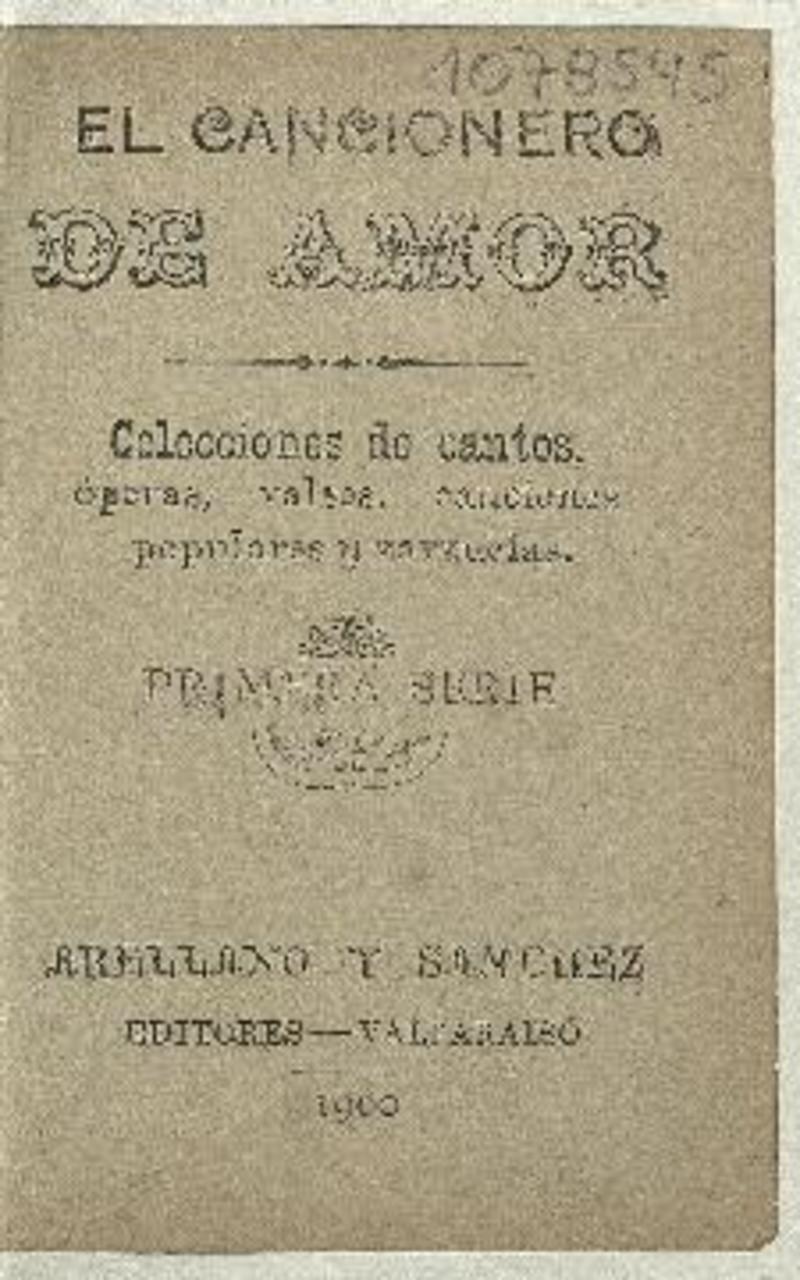 1078545
EL CANCIONERO
DE AMOR
Colecciones de cantos.
óperas, valses, canciones
populares y zarzuelas.
PRIMERA SERIE
ARELLANO Y SANCHEZ
EDITORES—VALPARAISO
1900